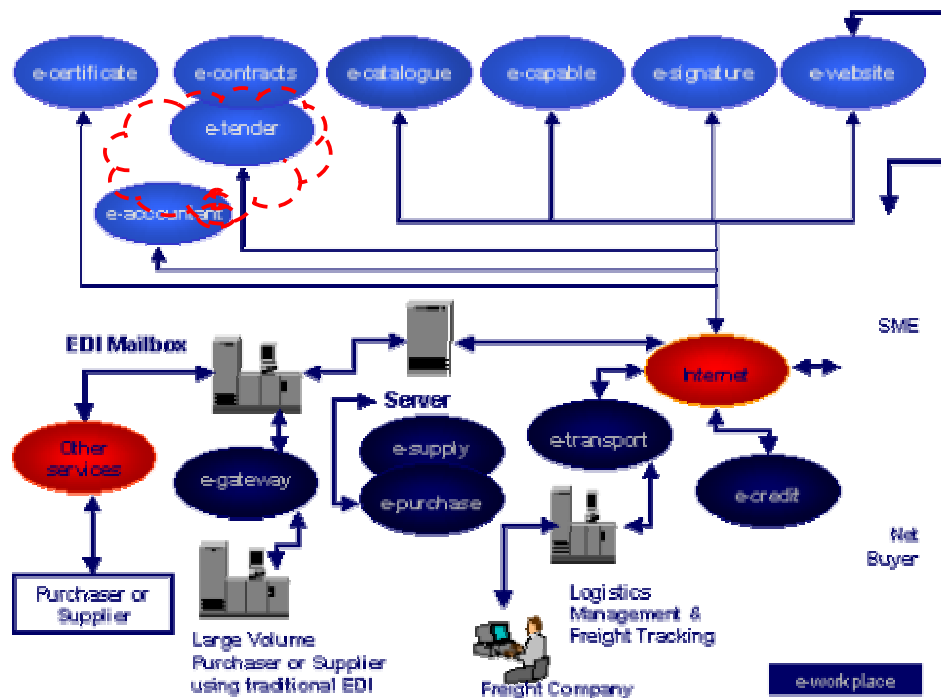 e-certificate
e-contracts
e-catalogue
e-capable
e-signature
e-website
e-tender
e-accountant
SME
EDI Mailbox
Internet
Server
Other
services
e-gateway
e-supply
e-purchase
e-transport
e-credit
Net
Buyer
Purchaser or
Supplier
Large Volume
Purchaser or Supplier
using traditional EDI
Logistics
Management &
Freight Tracking
Freight Company
e-workplace